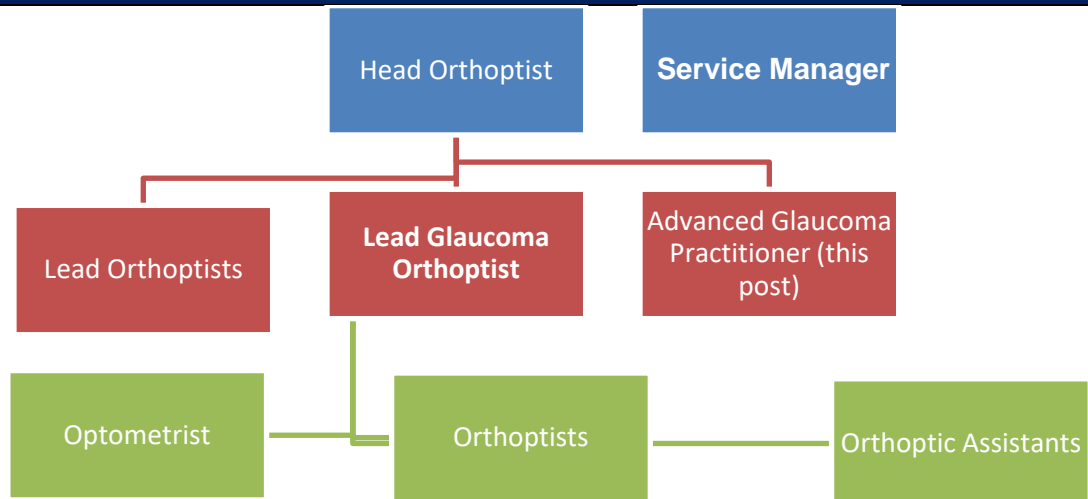 Head Orthoptist
Service Manager
Lead Orthoptists
Lead Glaucoma
Orthoptist
Advanced Glaucoma
Practitioner (this
post)
Optometrist
Orthoptists
Orthoptic Assistants